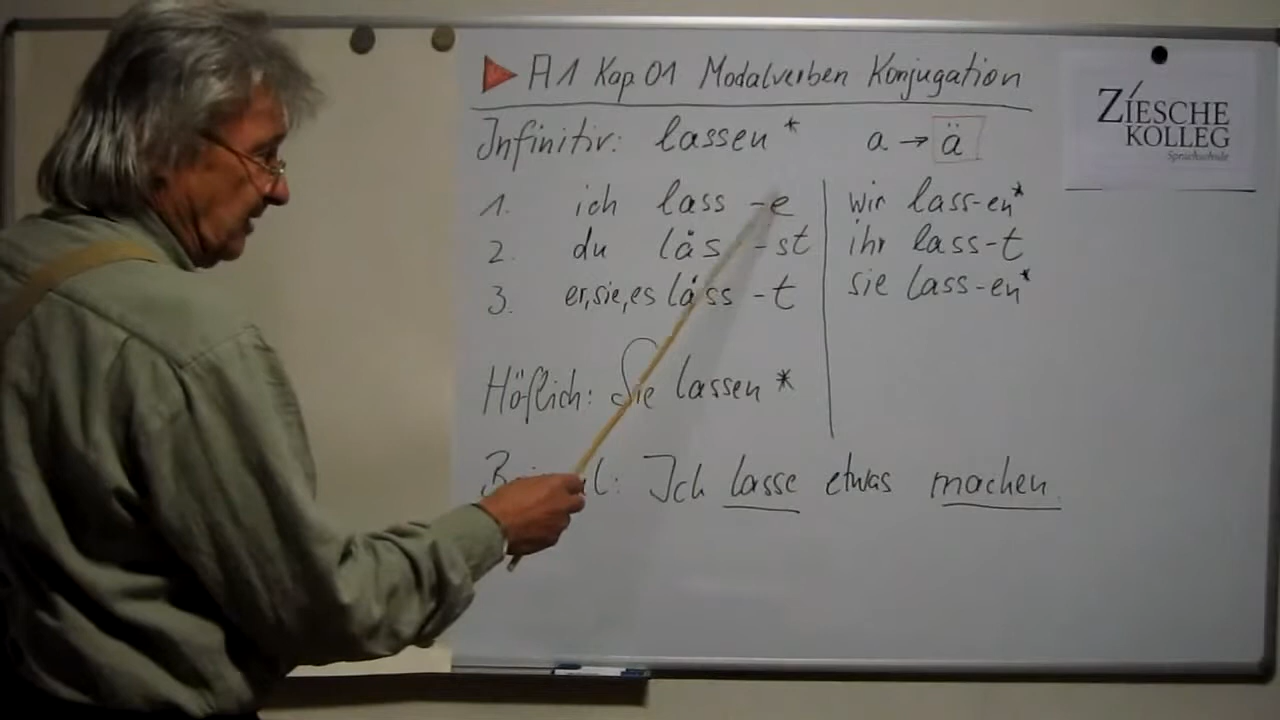 A1 Kap. 01 Modalverben Konjugation
ZIESCHE
KOLLEG
Sprachschule
Infinitiv: lassen* a → ä
1. ich lass -e wir lass-en*
2. du läs -st ihr lass-t
3. er,sie,es läss -t sie lass-en*
Höflich: Sie lassen*
Ich lasse etwas machen.